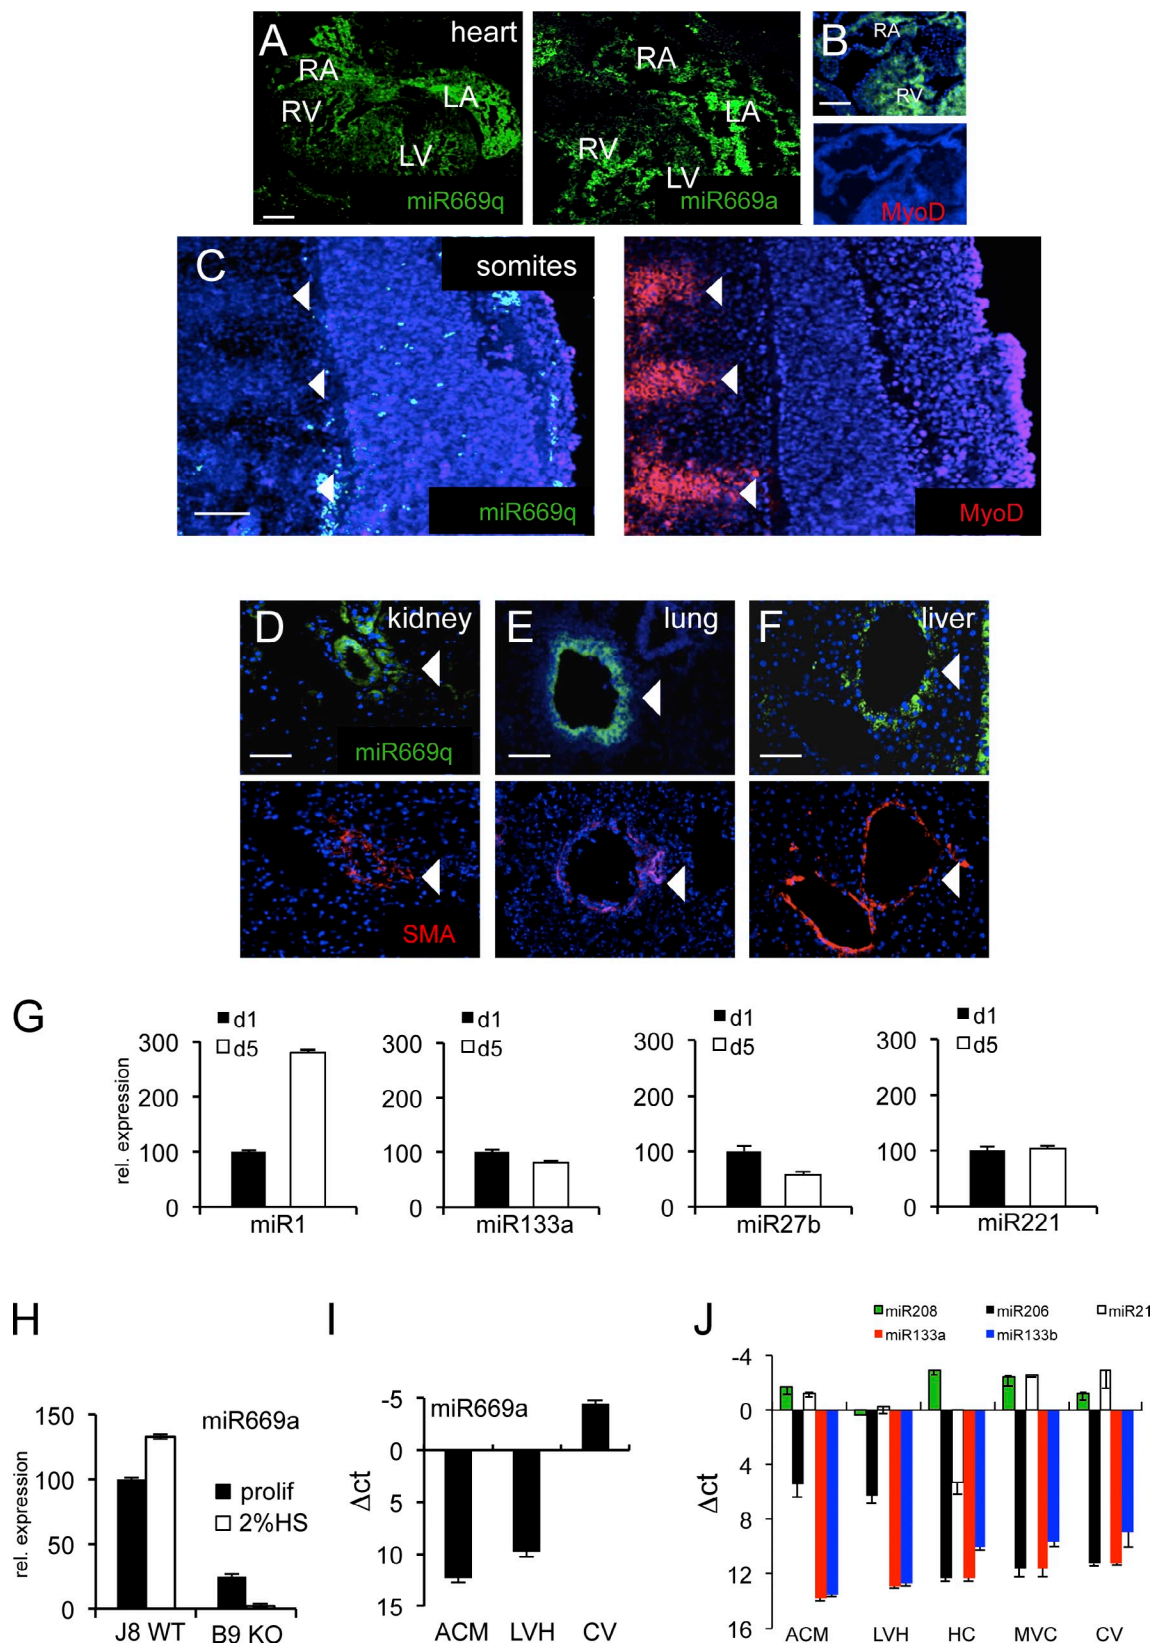 A heart RA LA RV LV miR669q
RA LA RV LV miR669a
B RA RV
MyoD
C somites miR669q
MyoD
D kidney miR669q
E lung
F liver
SMA
G
d1
d5
rel. expression
300
200
100
0
miR1
d1
d5
300
200
100
0
miR133a
d1
d5
300
200
100
0
miR27b
d1
d5
300
200
100
0
miR221
H
rel. expression
150
100
50
0
miR669a
prolif
2%HS
J8 WT B9 KO
I
miR669a
Δct
-5
0
5
10
15
ACM LVH CV
J
miR208 miR206 miR21
miR133a miR133b
Δct
-4
0
4
8
12
16
ACM LVH HC MVC CV